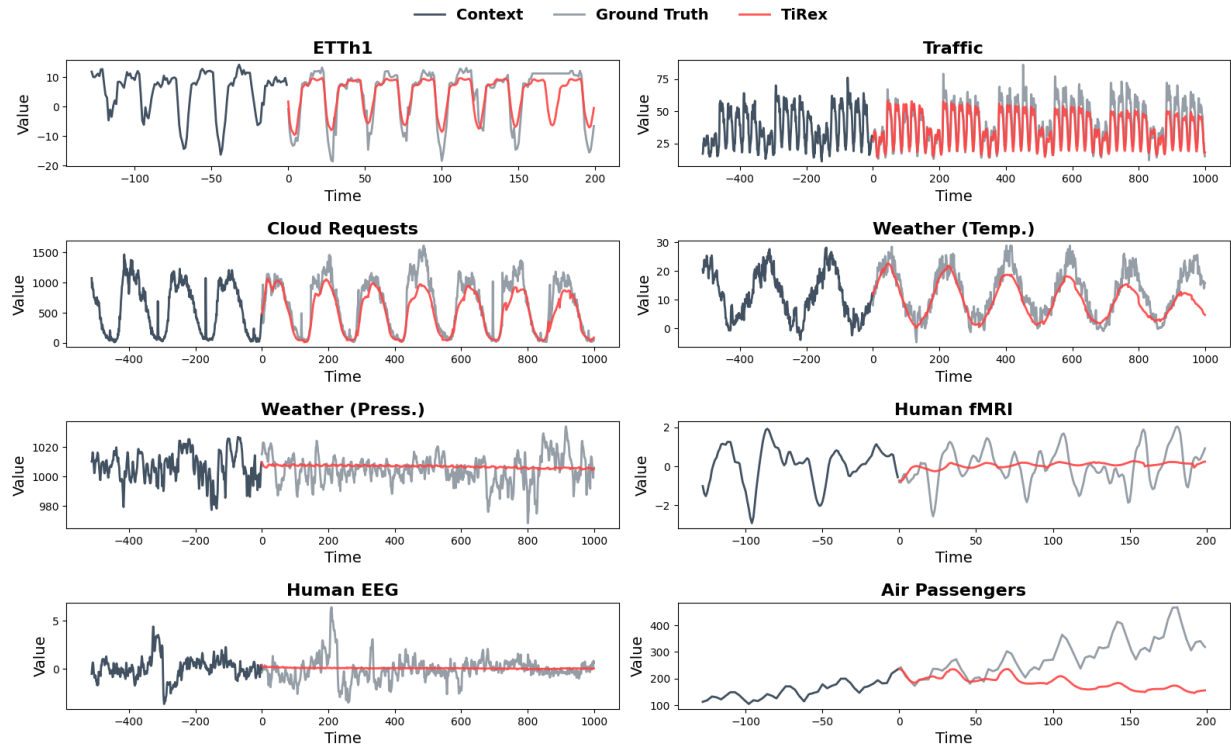 Context Ground Truth TiRex
ETTh1
Value
10
0
−10
−20
−100 −50 0 50 100 150 200
Time
Traffic
Value
75
50
25
−400 −200 0 200 400 600 800 1000
Time
Cloud Requests
Value
1500
1000
500
0
−400 −200 0 200 400 600 800 1000
Time
Weather (Temp.)
Value
30
20
10
0
−400 −200 0 200 400 600 800 1000
Time
Weather (Press.)
Value
1020
1000
980
−400 −200 0 200 400 600 800 1000
Time
Human fMRI
Value
2
0
−2
−100 −50 0 50 100 150 200
Time
Human EEG
Value
5
0
−400 −200 0 200 400 600 800 1000
Time
Air Passengers
Value
400
300
200
100
−100 −50 0 50 100 150 200
Time